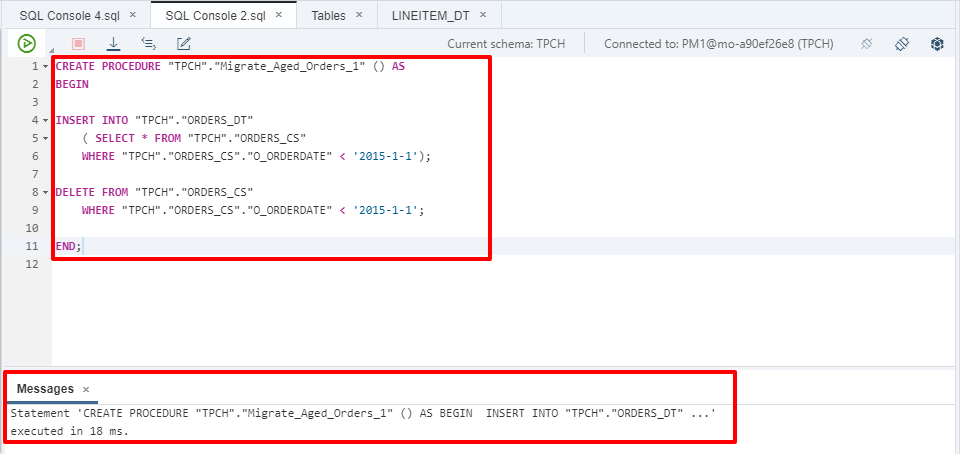 SQL Console 4.sql × SQL Console 2.sql × Tables × LINEITEM_DT ×
Current schema: TPCH Connected to: PM1@mo-a90ef26e8 (TPCH)
1 CREATE PROCEDURE "TPCH"."Migrate_Aged_Orders_1" () AS
2 BEGIN
3
4 INSERT INTO "TPCH"."ORDERS_DT"
5 ( SELECT * FROM "TPCH"."ORDERS_CS"
6 WHERE "TPCH"."ORDERS_CS"."O_ORDERDATE" < '2015-1-1');
7
8 DELETE FROM "TPCH"."ORDERS_CS"
9 WHERE "TPCH"."ORDERS_CS"."O_ORDERDATE" < '2015-1-1';
10
11 END;
12
Messages ×
Statement 'CREATE PROCEDURE "TPCH"."Migrate_Aged_Orders_1" () AS BEGIN  INSERT INTO "TPCH"."ORDERS_DT" ...'
executed in 18 ms.